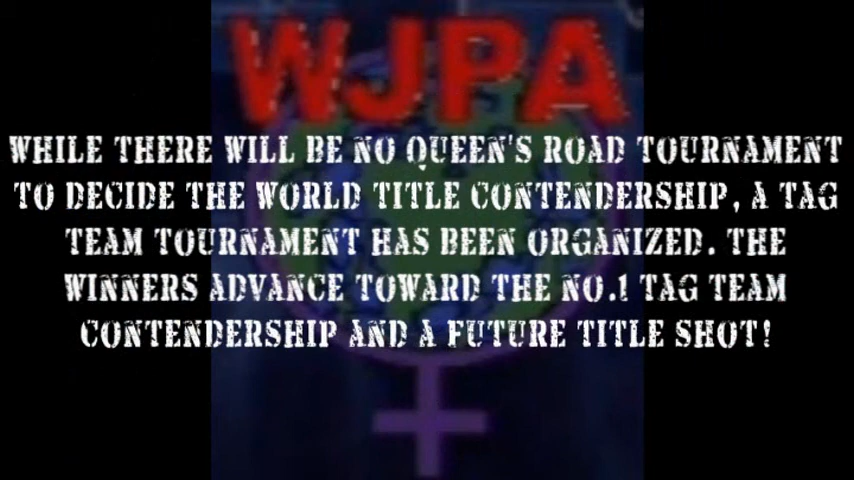 WJPA
WHILE THERE WILL BE NO QUEEN'S ROAD TOURNAMENT
TO DECIDE THE WORLD TITLE CONTENDERSHIP, A TAG
TEAM TOURNAMENT HAS BEEN ORGANIZED. THE
WINNERS ADVANCE TOWARD THE NO.1 TAG TEAM
CONTENDERSHIP AND A FUTURE TITLE SHOT!